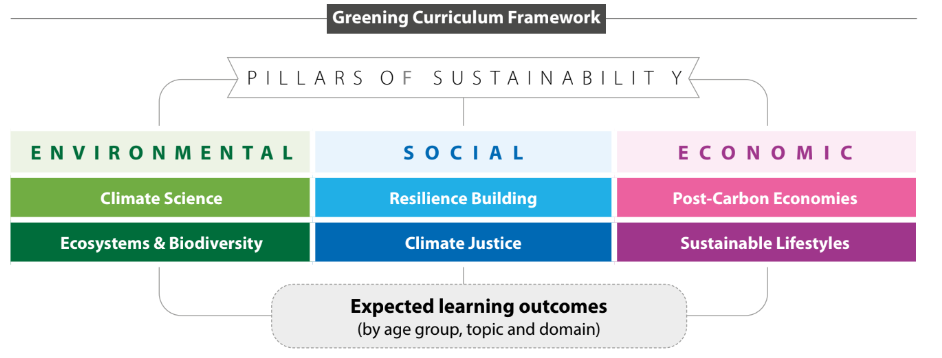 Greening Curriculum Framework
PILLARS OF SUSTAINABILITY
ENVIRONMENTAL
SOCIAL
ECONOMIC
Climate Science
Resilience Building
Post-Carbon Economies
Ecosystems & Biodiversity
Climate Justice
Sustainable Lifestyles
Expected learning outcomes
(by age group, topic and domain)